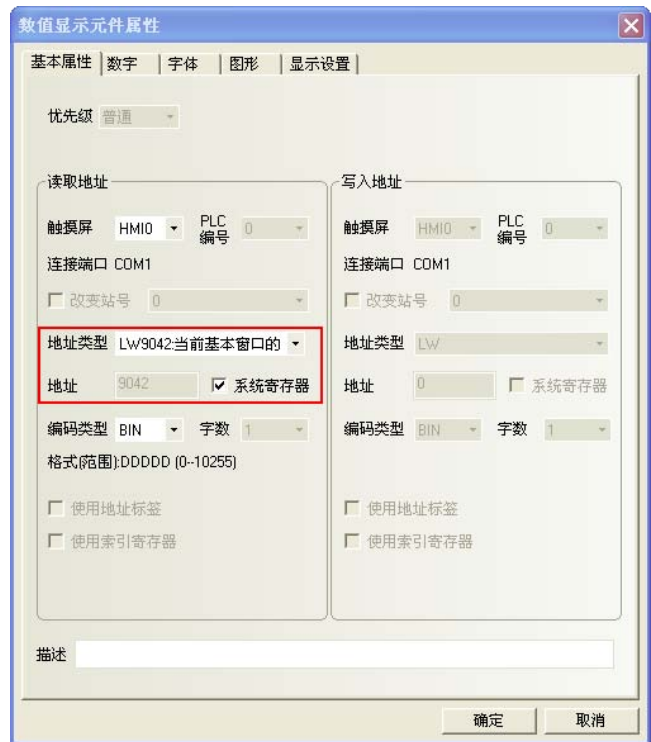 数值显示元件属性
基本属性 数字 字体 图形 显示设置
优先级 普通
读取地址
触摸屏 HMI0 PLC编号 0
连接端口 COM1
改变站号 0
地址类型 LW9042:当前基本窗口的
地址 9042 系统寄存器
编码类型 BIN 字数 1
格式(范围):DDDDD (0--10255)
使用地址标签
使用索引寄存器
写入地址
触摸屏 HMI0 PLC编号 0
连接端口 COM1
改变站号 0
地址类型 LW
地址 0 系统寄存器
编码类型 BIN 字数 1
使用地址标签
使用索引寄存器
描述
确定 取消